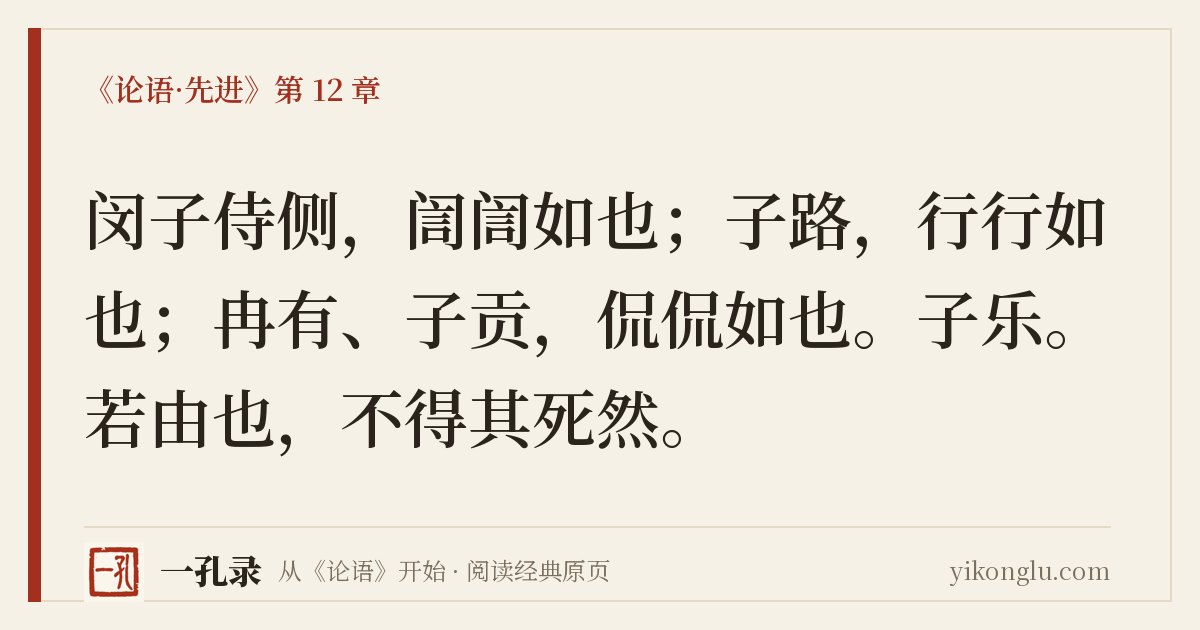 《论语·先进》第 12 章
闵子侍侧，訚訚如也；子路，行行如
也；冉有、子贡，侃侃如也。子乐。
若由也，不得其死然。
一孔
一孔录 从《论语》开始 · 阅读经典原页 yikonglu.com